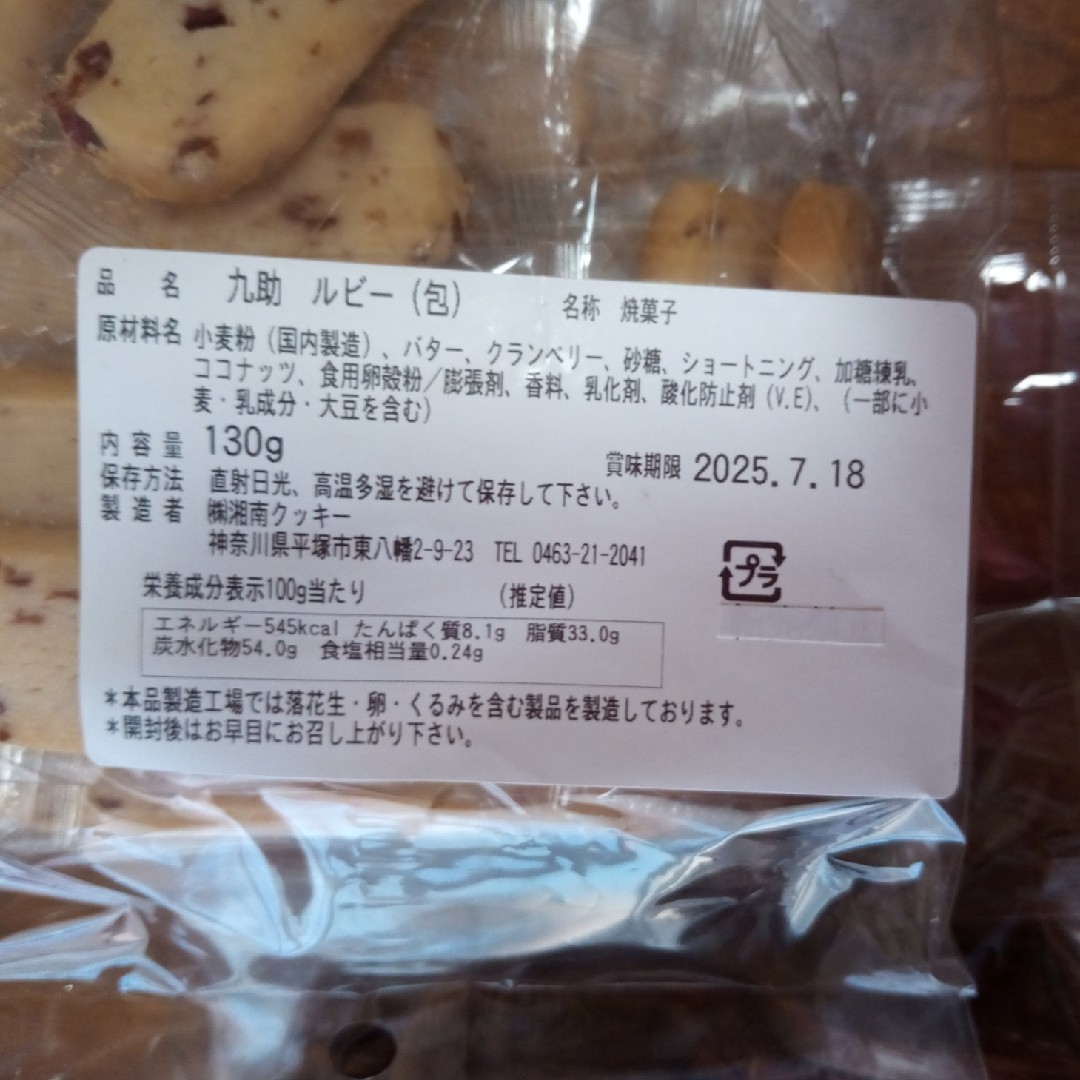 品 名 九助 ルビー (包) 名称 焼菓子
原材料名 小麦粉 (国内製造)、バター、クランベリー、砂糖、ショートニング、加糖練乳、
ココナッツ、食用卵殻粉/膨張剤、香料、乳化剤、酸化防止剤 (V.E)、 (一部に小
麦・乳成分・大豆を含む)
内容量 130g 賞味期限 2025.7.18
保存方法 直射日光、高温多湿を避けて保存して下さい。
製造者 ㈱湘南クッキー
神奈川県平塚市東八幡2-9-23 TEL 0463-21-2041
プラ
栄養成分表示100g当たり (推定値)
エネルギー545kcal たんぱく質8.1g 脂質33.0g
炭水化物54.0g 食塩相当量0.24g
*本品製造工場では落花生・卵・くるみを含む製品を製造しております。
*開封後はお早目にお召し上がり下さい。